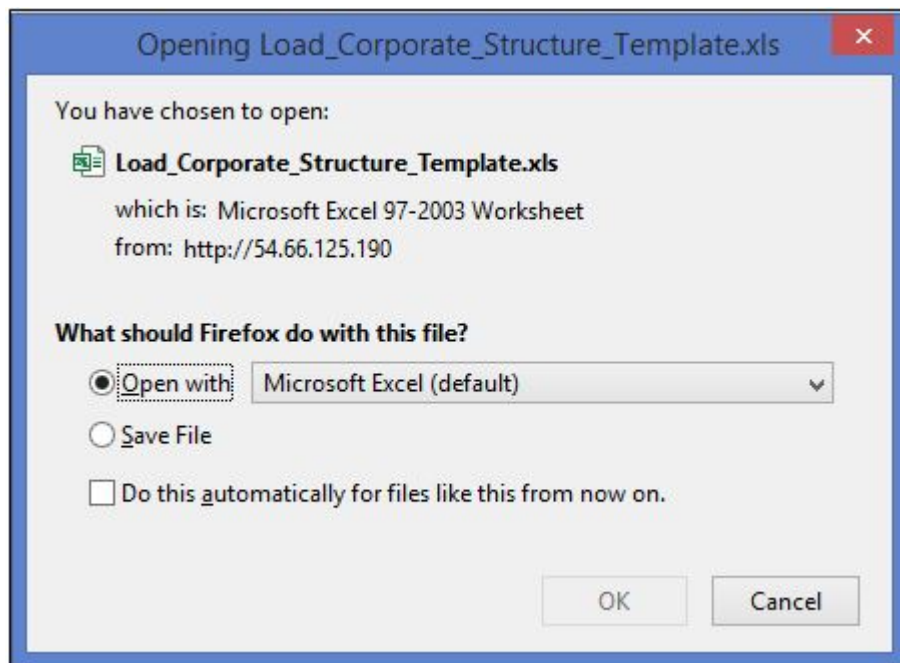 Opening Load_Corporate_Structure_Template.xls
You have chosen to open:
Load_Corporate_Structure_Template.xls
which is: Microsoft Excel 97-2003 Worksheet
from: http://54.66.125.190
What should Firefox do with this file?
Open with Microsoft Excel (default)
Save File
Do this automatically for files like this from now on.
OK Cancel